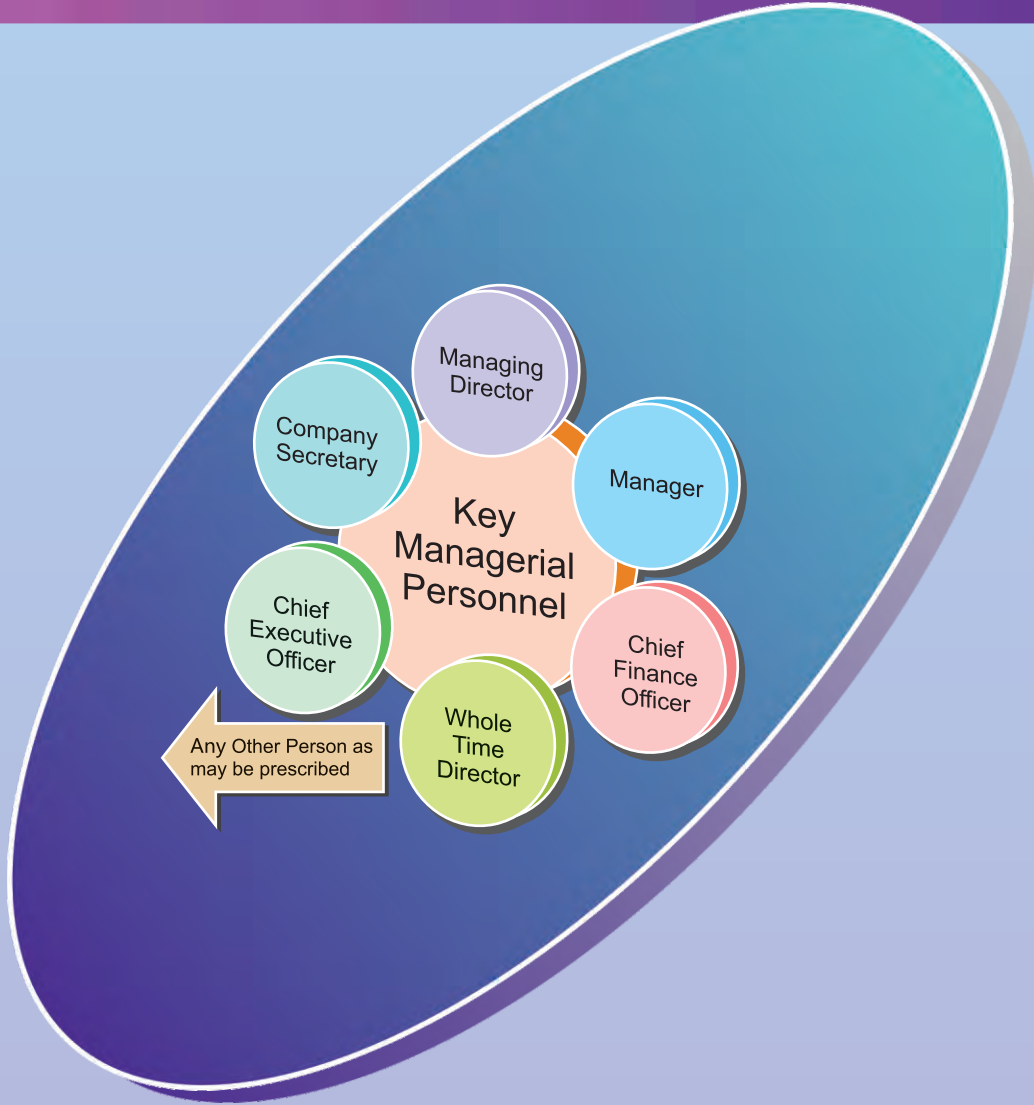 Managing
Director
Company
Secretary
Manager
Key
Managerial
Personnel
Chief
Executive
Officer
Chief
Finance
Officer
Whole
Time
Director
Any Other Person as
may be prescribed